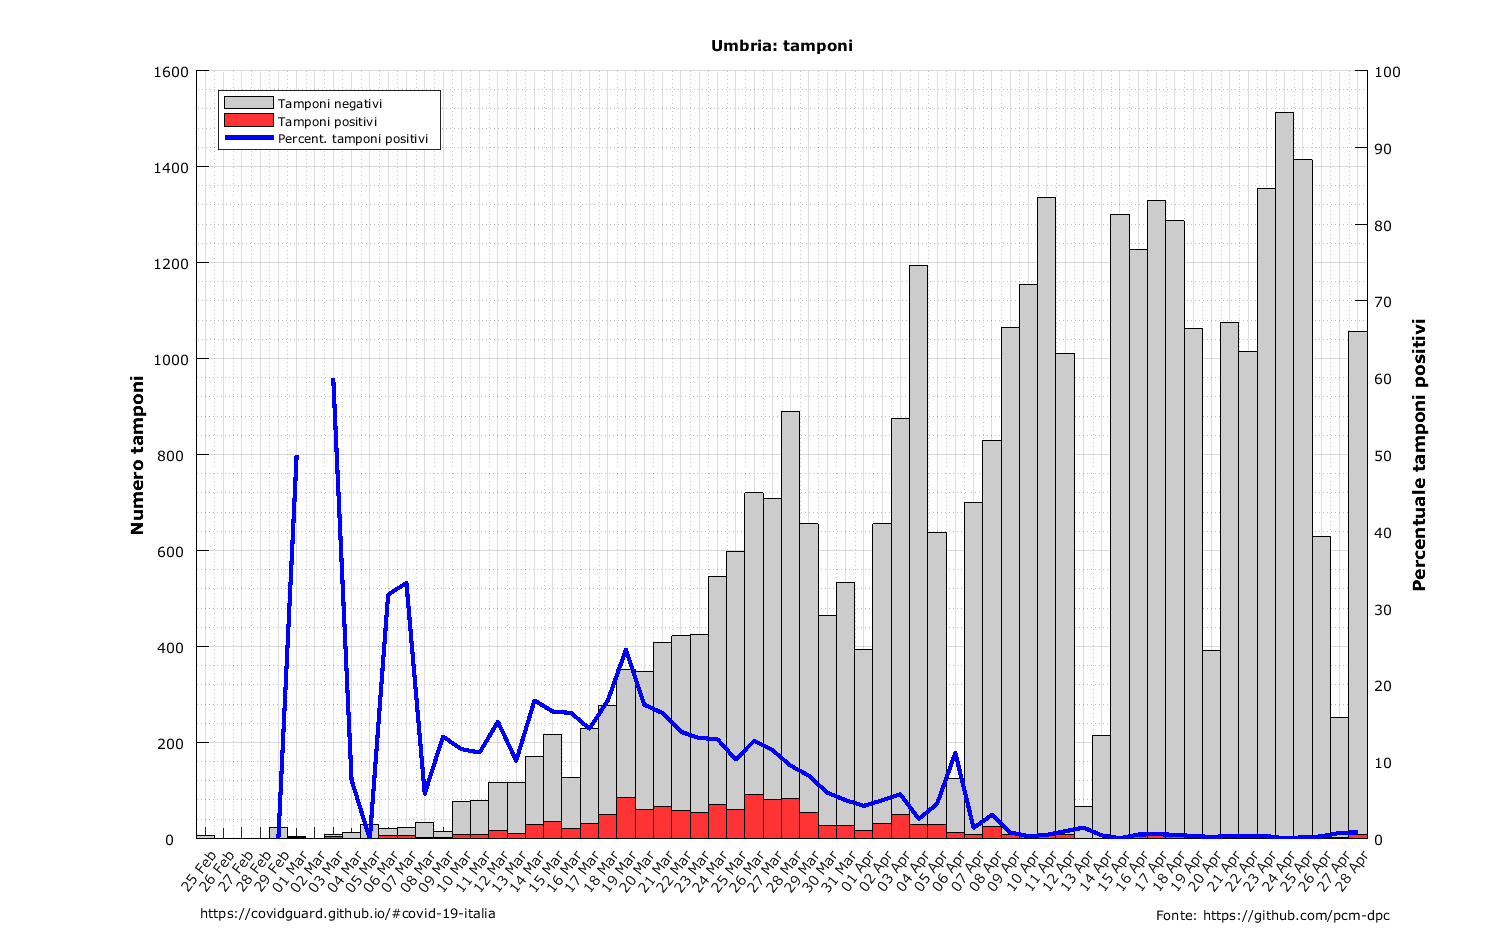 Umbria: tamponi
1600
1400
1200
1000
800
600
400
200
0
Numero tamponi
Tamponi negativi
Tamponi positivi
Percent. tamponi positivi
100
90
80
70
60
50
40
30
20
10
0
Percentuale tamponi positivi
25 Feb
26 Feb
27 Feb
28 Feb
29 Feb
01 Mar
02 Mar
03 Mar
04 Mar
05 Mar
06 Mar
07 Mar
08 Mar
09 Mar
10 Mar
11 Mar
12 Mar
13 Mar
14 Mar
15 Mar
16 Mar
17 Mar
18 Mar
19 Mar
20 Mar
21 Mar
22 Mar
23 Mar
24 Mar
25 Mar
26 Mar
27 Mar
28 Mar
29 Mar
30 Mar
31 Mar
01 Apr
02 Apr
03 Apr
04 Apr
05 Apr
06 Apr
07 Apr
08 Apr
09 Apr
10 Apr
11 Apr
12 Apr
13 Apr
14 Apr
15 Apr
16 Apr
17 Apr
18 Apr
19 Apr
20 Apr
21 Apr
22 Apr
23 Apr
24 Apr
25 Apr
26 Apr
27 Apr
28 Apr
https://covidguard.github.io/#covid-19-italia
Fonte: https://github.com/pcm-dpc